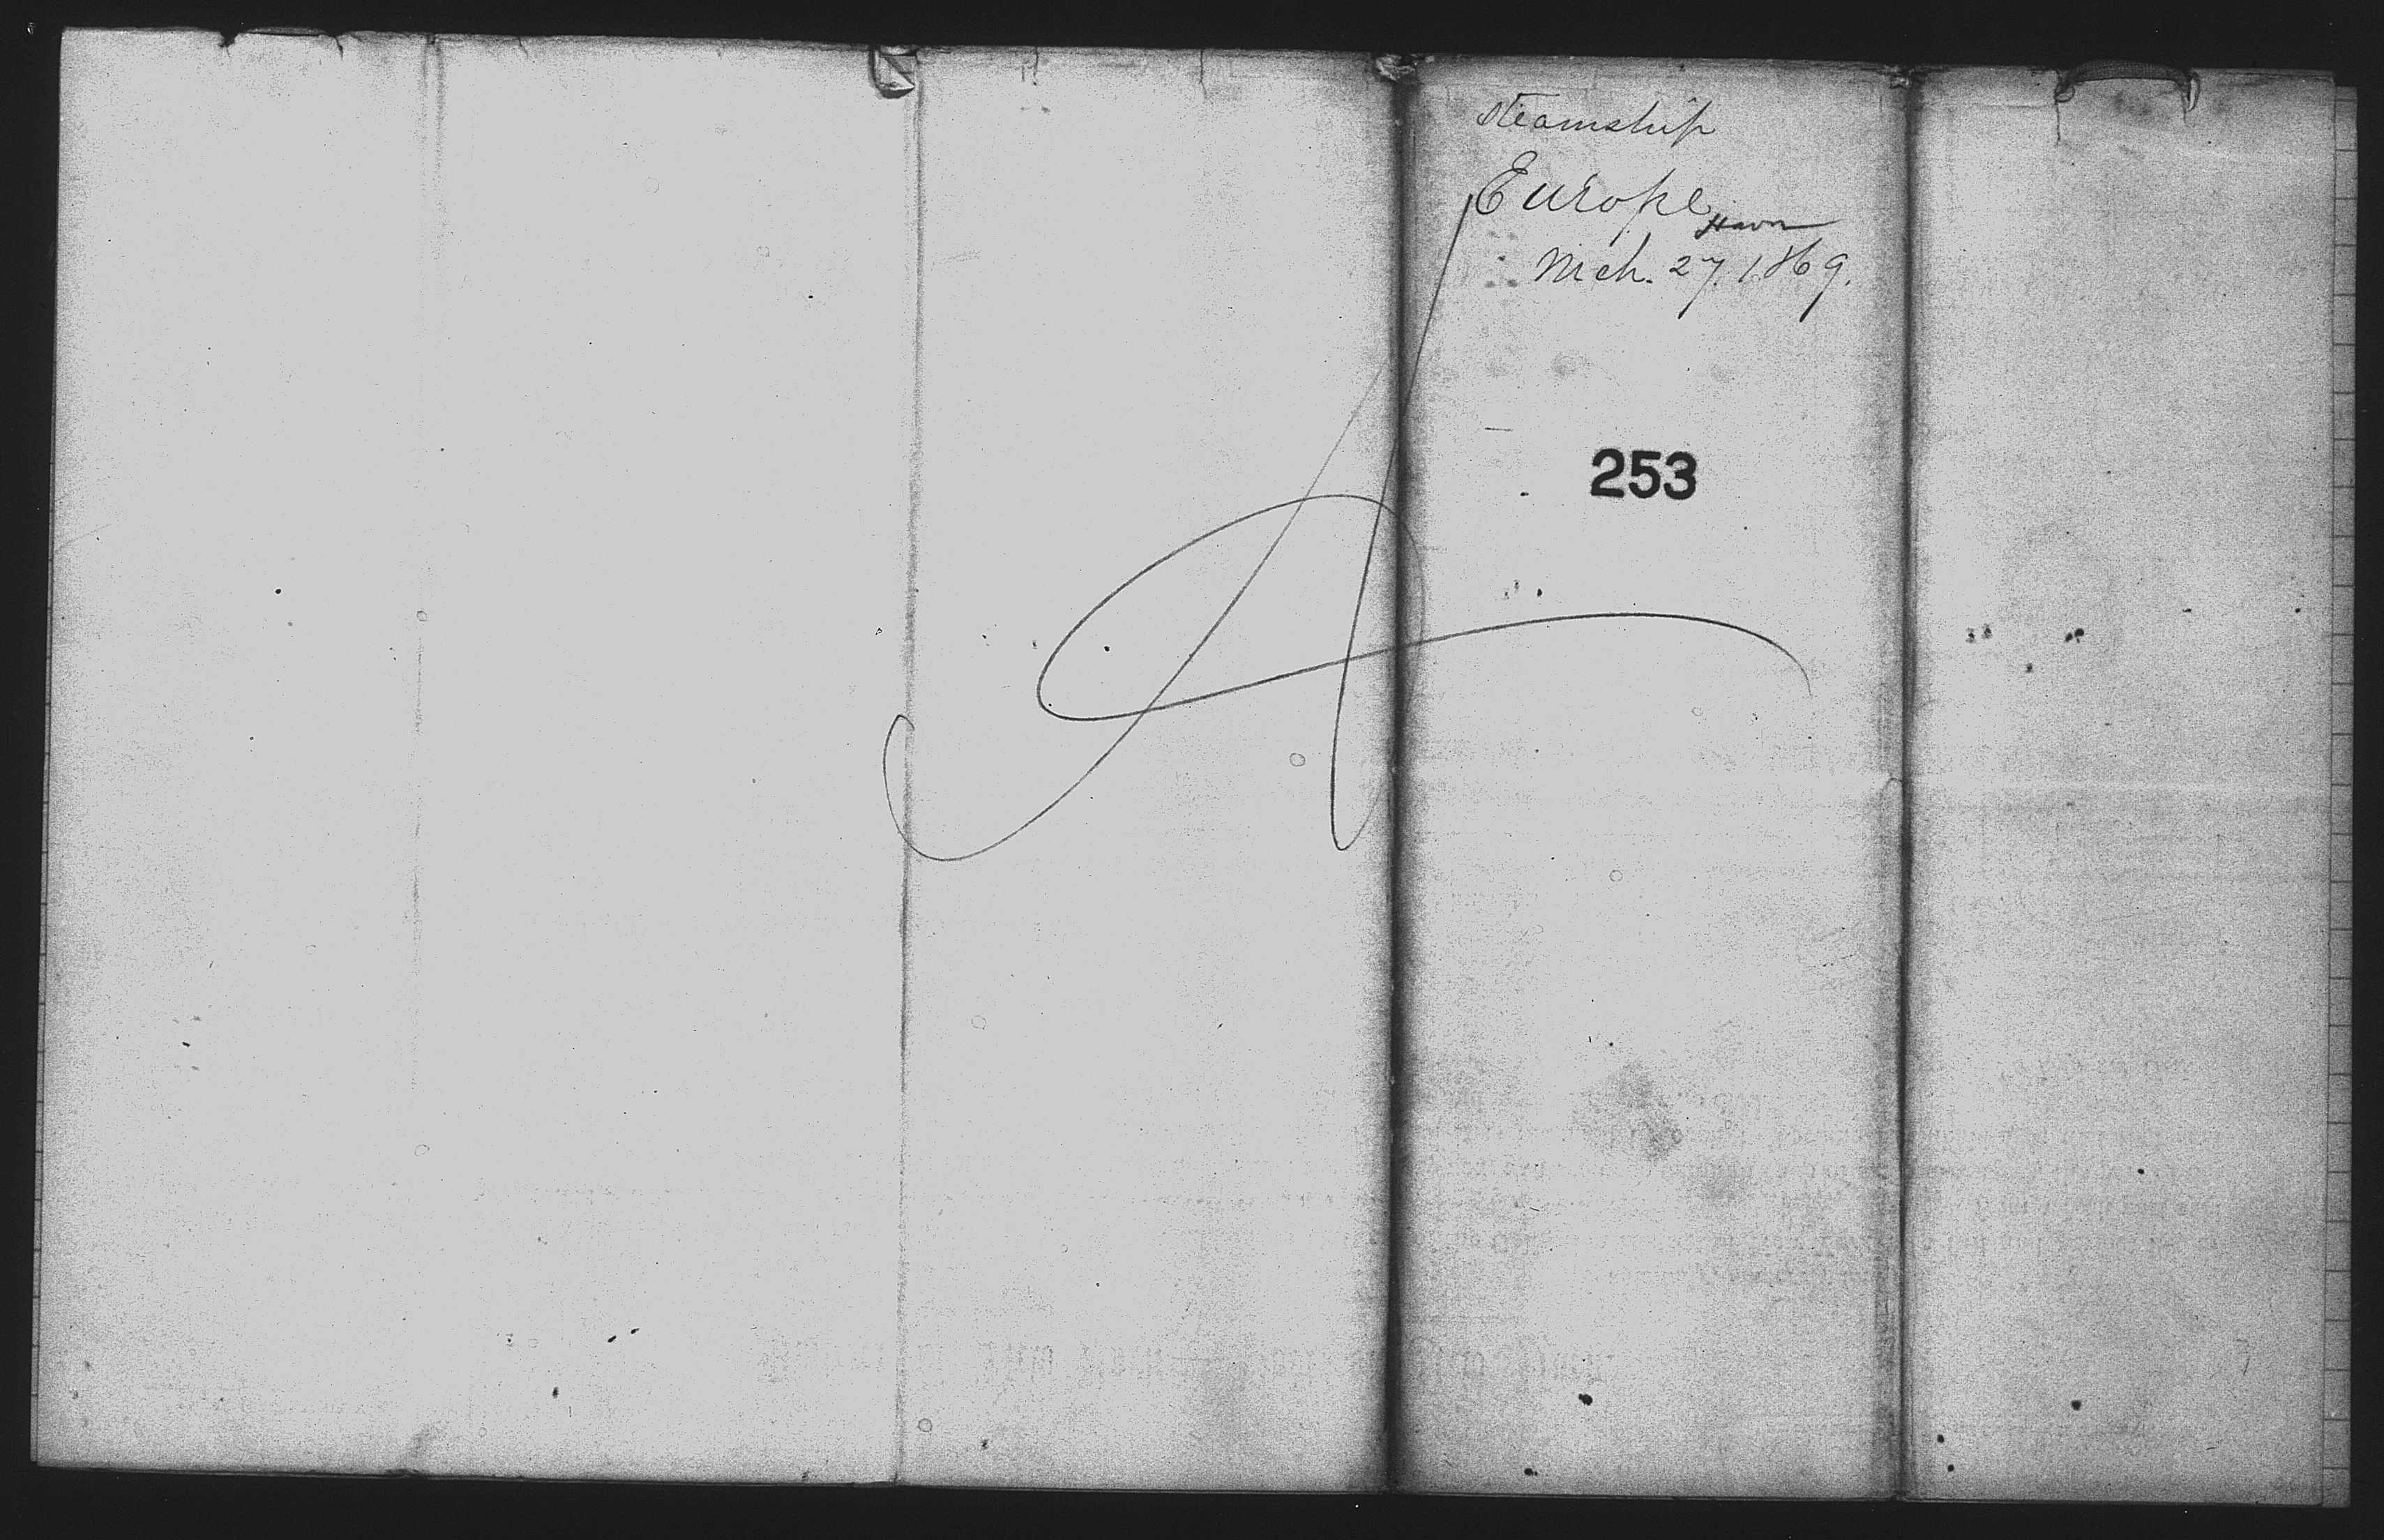 steamship
Europe
Havre
Mch. 27. 1869.
253
A